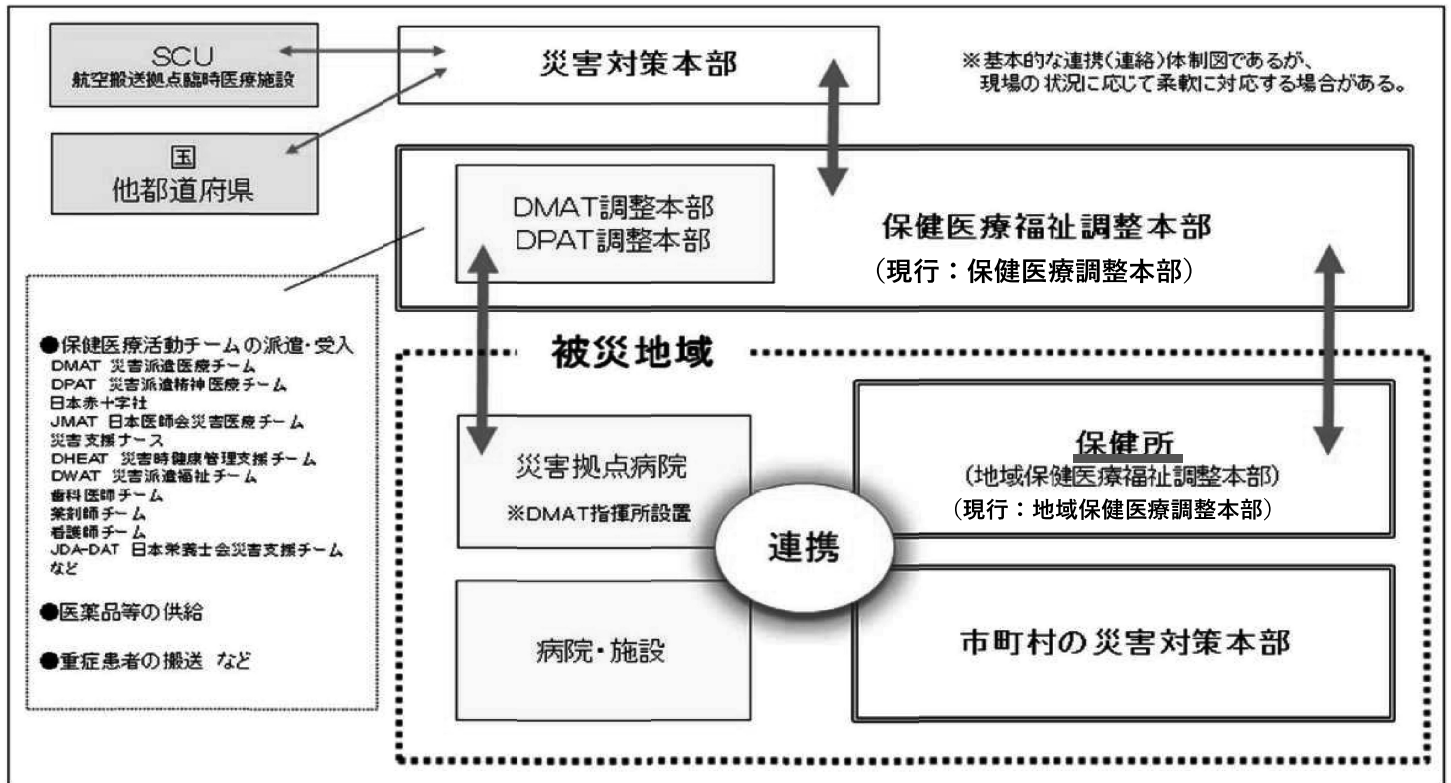 SCU
航空搬送拠点臨時医療施設
災害対策本部
※基本的な連携(連絡)体制図であるが、
現場の状況に応じて柔軟に対応する場合がある。
国
他都道府県
DMAT調整本部
DPAT調整本部
保健医療福祉調整本部
（現行：保健医療調整本部）
●保健医療活動チームの派遣・受入
DMAT 災害派遣医療チーム
DPAT 災害派遣精神医療チーム
日本赤十字社
JMAT 日本医師会災害医療チーム
災害支援ナース
DHEAT 災害時健康管理支援チーム
DWAT 災害派遣福祉チーム
歯科医師チーム
薬剤師チーム
看護師チーム
JDA-DAT 日本栄養士会災害支援チーム
など
●医薬品等の供給
●重症患者の搬送 など
被災地域
災害拠点病院
※DMAT指揮所設置
保健所
(地域保健医療福祉調整本部)
（現行：地域保健医療調整本部）
連携
病院・施設
市町村の災害対策本部